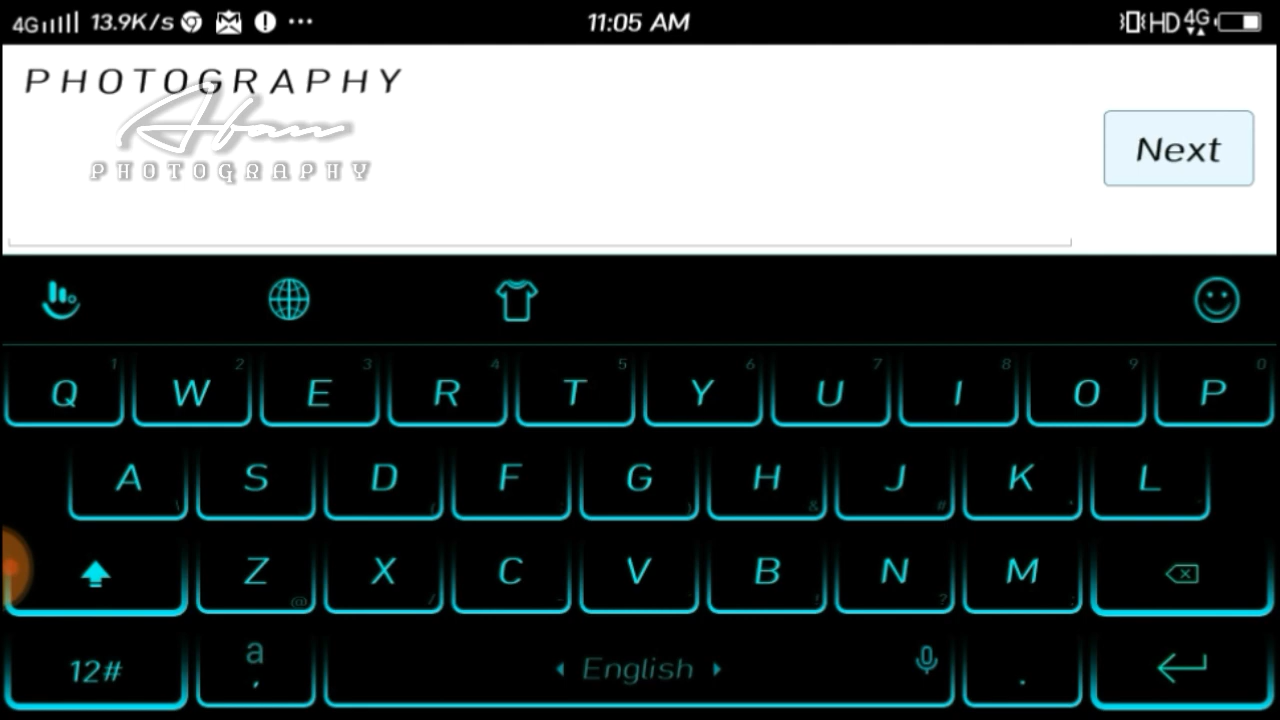 4G 13.9K/s 11:05 AM HD 4G
PHOTOGRAPHY
PHOTOGRAPHY
Next
1 2 3 4 5 6 7 8 9 0
Q W E R T Y U I O P
A S D F G H J K L
\ ( ) & # * 
Z X C V B N M
@ / - ' ! ? ;
12# a , English .